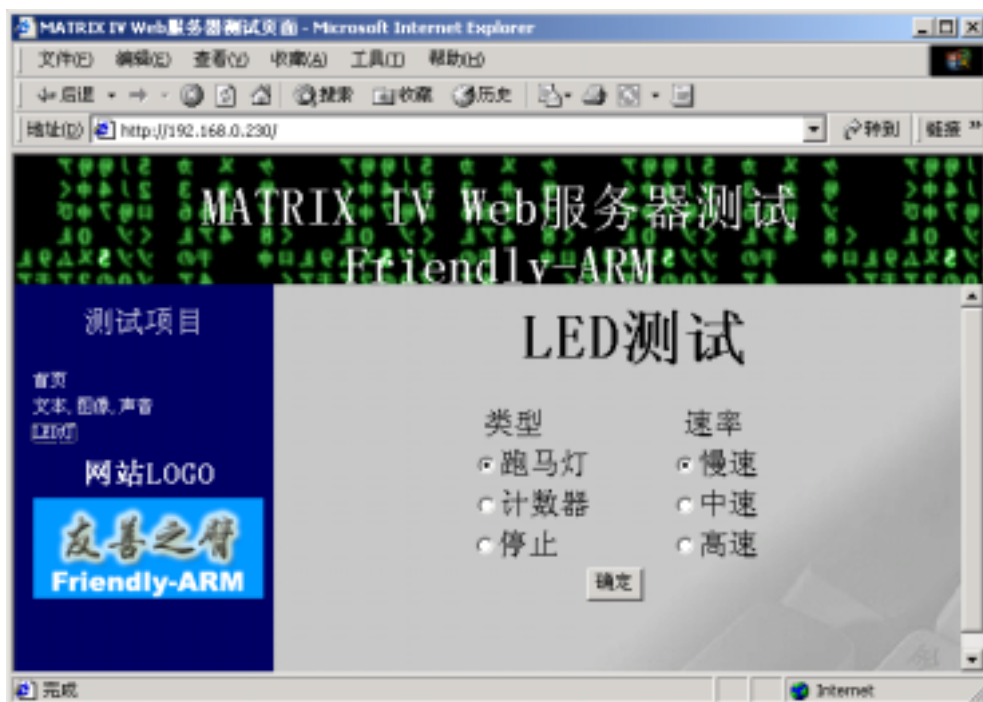 MATRIX IV Web服务器测试页面 - Microsoft Internet Explorer
文件(F) 编辑(E) 查看(V) 收藏(A) 工具(T) 帮助(H)
后退 搜索 收藏 历史
地址(D) http://192.168.0.230/ 转到 链接 »
MATRIX IV Web服务器测试
Friendly-ARM
测试项目
首页
文本,图像,声音
LED灯
网站LOGO
友善之臂
Friendly-ARM
LED测试
类型 速率
跑马灯 慢速
计数器 中速
停止 高速
确定
完成 Internet